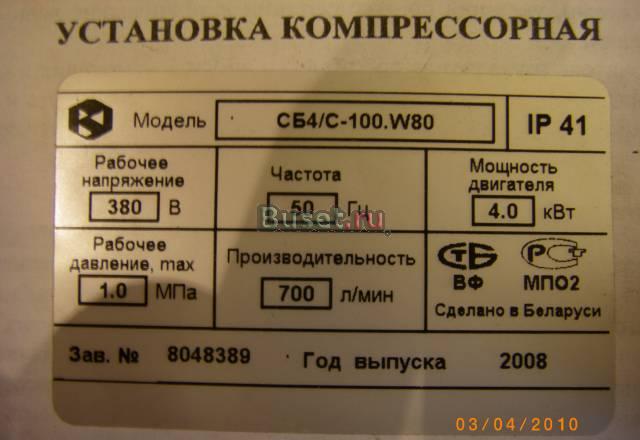 УСТАНОВКА КОМПРЕССОРНАЯ
Модель СБ4/С-100.W80 IP 41
Рабочее напряжение 380 В
Частота 50 Гц
Мощность двигателя 4.0 кВт
Рабочее давление, max 1.0 МПа
Производительность 700 л/мин
СТБ ВФ
РСТ МПО2
Сделано в Беларуси
Зав. № 8048389 Год выпуска 2008
Buset.ru
03/04/2010